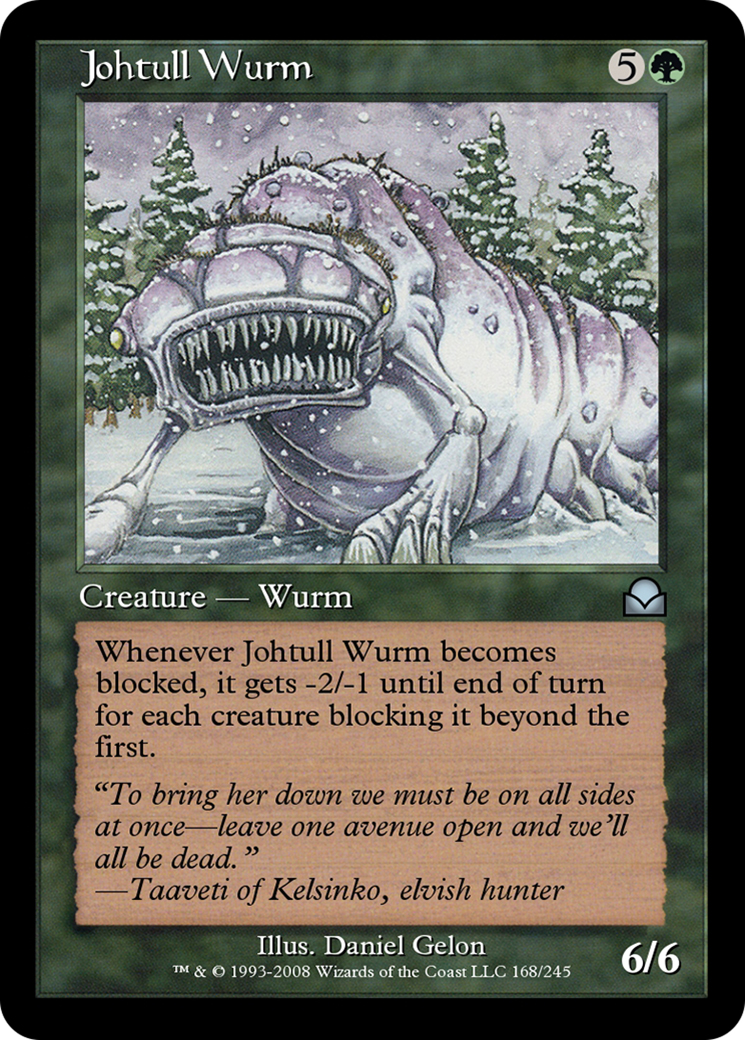 Johtull Wurm 5
Creature — Wurm
Whenever Johtull Wurm becomes
blocked, it gets -2/-1 until end of turn
for each creature blocking it beyond the
first.
“To bring her down we must be on all sides
at once—leave one avenue open and we’ll
all be dead.”
—Taaveti of Kelsinko, elvish hunter
Illus. Daniel Gelon
™ & © 1993-2008 Wizards of the Coast LLC 168/245
6/6